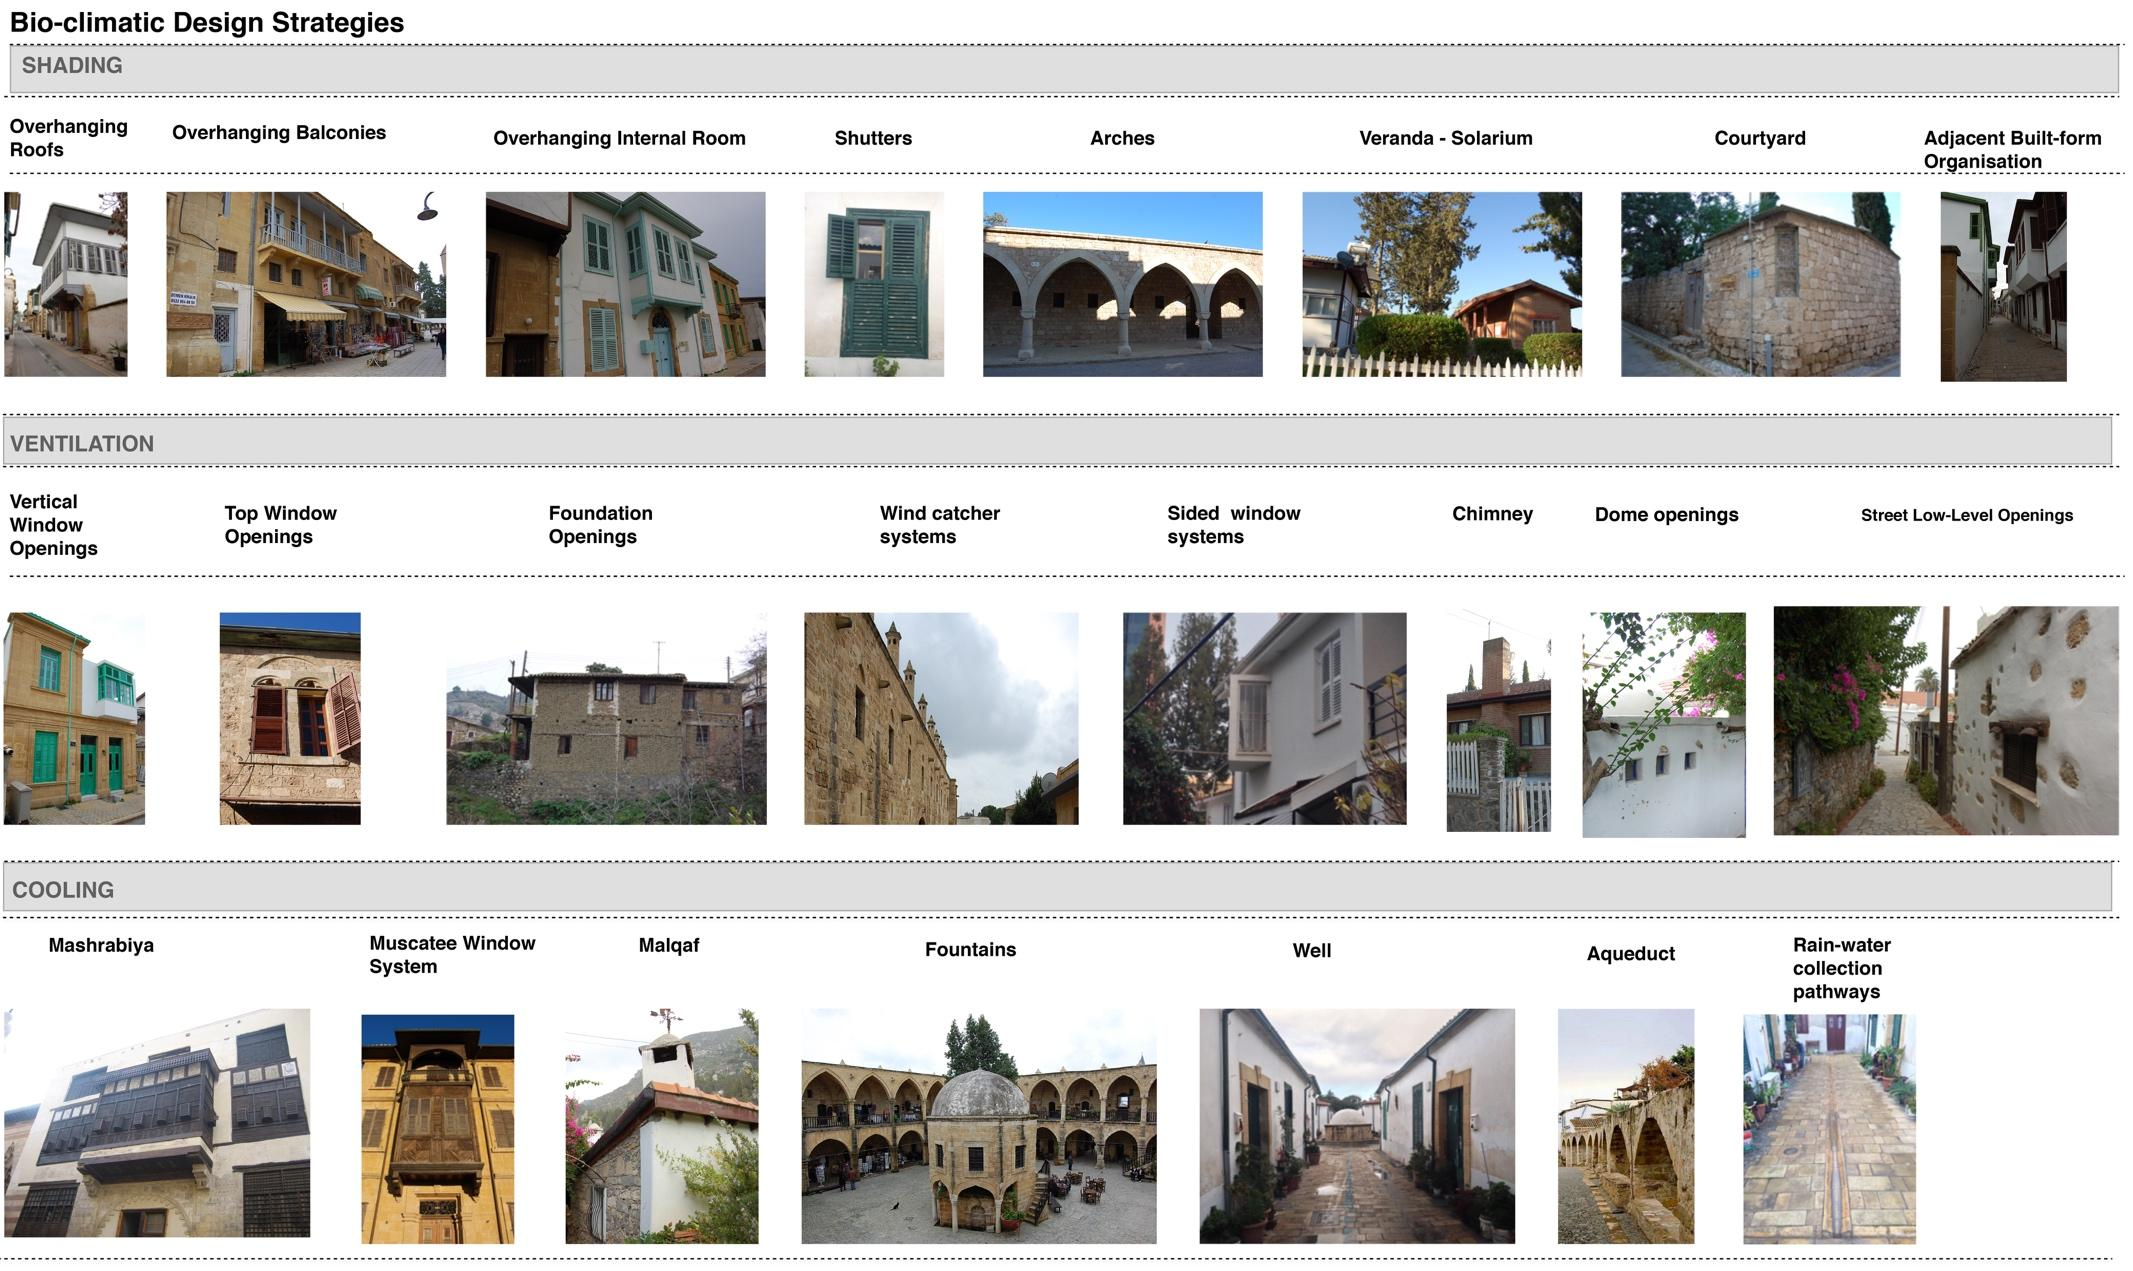 Bio-climatic Design Strategies
SHADING
Overhanging
Roofs
Overhanging Balconies
Overhanging Internal Room
Shutters
Arches
Veranda - Solarium
Courtyard
Adjacent Built-form
Organisation
VENTILATION
Vertical
Window
Openings
Top Window
Openings
Foundation
Openings
Wind catcher
systems
Sided  window
systems
Chimney
Dome openings
Street Low-Level Openings
COOLING
Mashrabiya
Muscatee Window
System
Malqaf
Fountains
Well
Aqueduct
Rain-water
collection
pathways